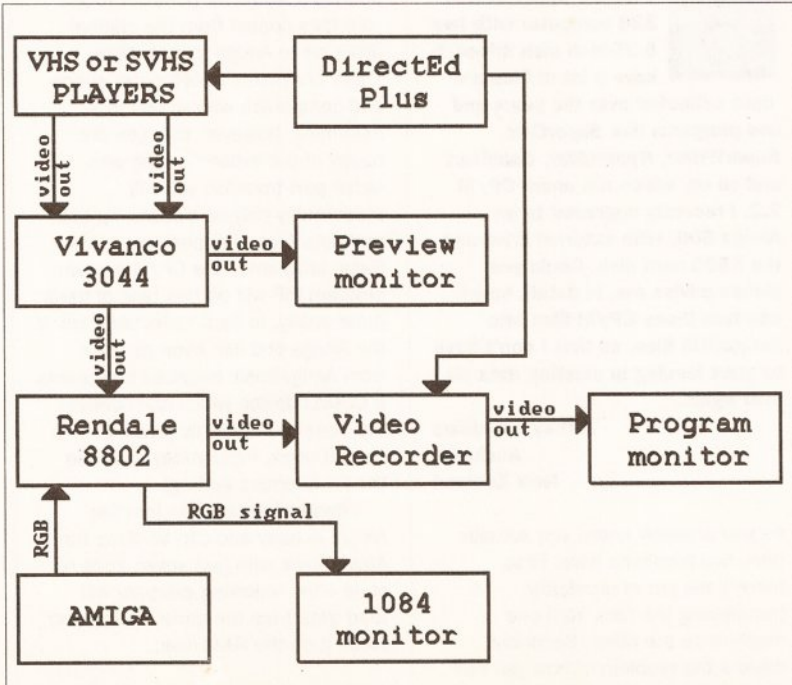 VHS or SVHS
PLAYERS
DirectEd
Plus
video
out
video
out
Vivanco
3044
video
out
Preview
monitor
video
out
Rendale
8802
video
out
Video
Recorder
video
out
Program
monitor
RGB
RGB signal
AMIGA
1084
monitor